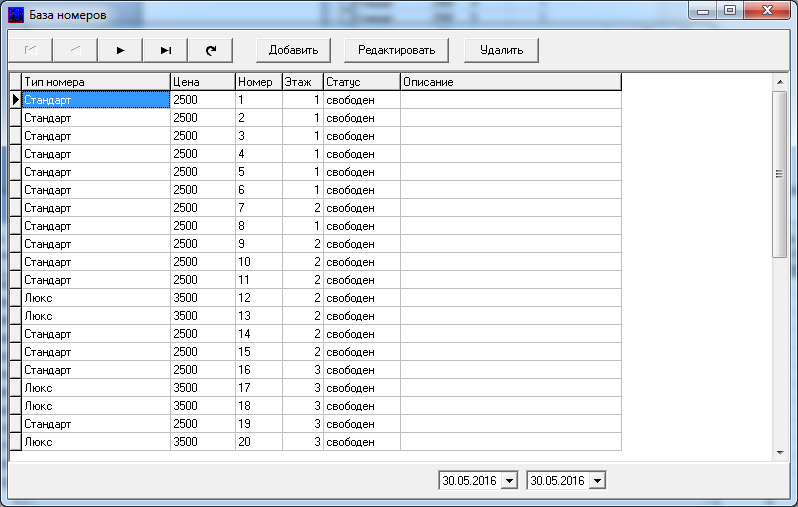 База номеров
Добавить Редактировать Удалить
Тип номера Цена Номер Этаж Статус Описание
Стандарт 2500 1 1 свободен
Стандарт 2500 2 1 свободен
Стандарт 2500 3 1 свободен
Стандарт 2500 4 1 свободен
Стандарт 2500 5 1 свободен
Стандарт 2500 6 1 свободен
Стандарт 2500 7 2 свободен
Стандарт 2500 8 1 свободен
Стандарт 2500 9 2 свободен
Стандарт 2500 10 2 свободен
Стандарт 2500 11 2 свободен
Люкс 3500 12 2 свободен
Люкс 3500 13 2 свободен
Стандарт 2500 14 2 свободен
Стандарт 2500 15 2 свободен
Стандарт 2500 16 3 свободен
Люкс 3500 17 3 свободен
Люкс 3500 18 3 свободен
Стандарт 2500 19 3 свободен
Люкс 3500 20 3 свободен
30.05.2016 30.05.2016